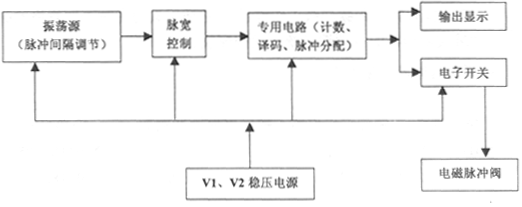 振荡源
（脉冲间隔调节）
脉宽
控制
专用电路（计数、
译码、脉冲分配）
输出显示
电子开关
电磁脉冲阀
V1、V2 稳压电源